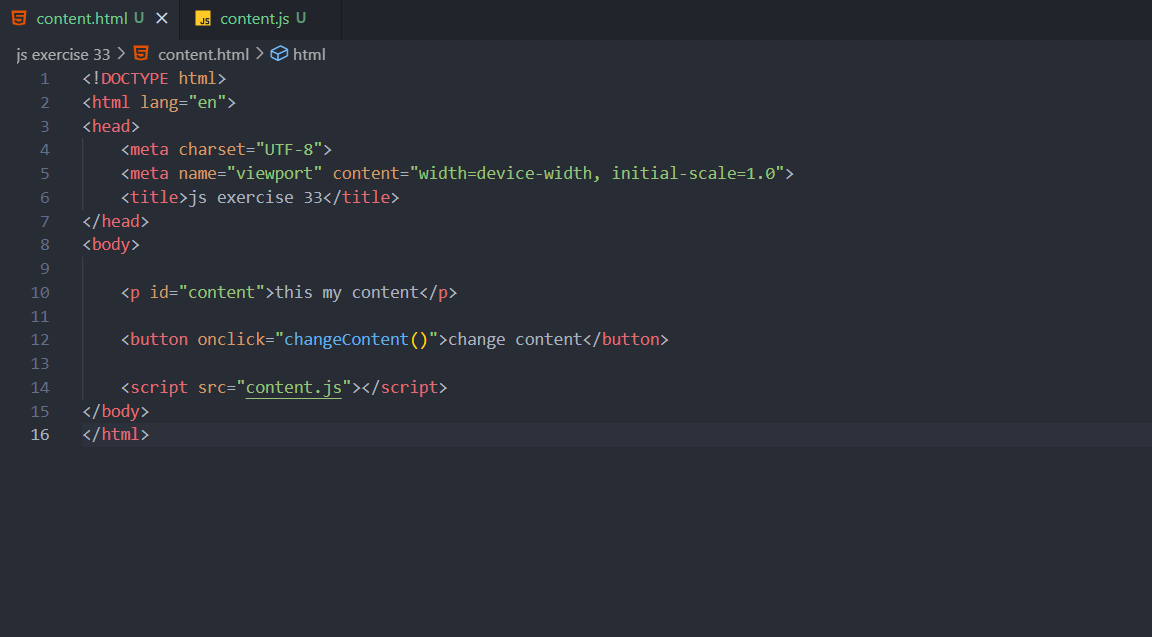 content.html U
content.js U
js exercise 33 > content.html > html
1 <!DOCTYPE html>
2 <html lang="en">
3 <head>
4     <meta charset="UTF-8">
5     <meta name="viewport" content="width=device-width, initial-scale=1.0">
6     <title>js exercise 33</title>
7 </head>
8 <body>
9
10     <p id="content">this my content</p>
11
12     <button onclick="changeContent()">change content</button>
13
14     <script src="content.js"></script>
15 </body>
16 </html>